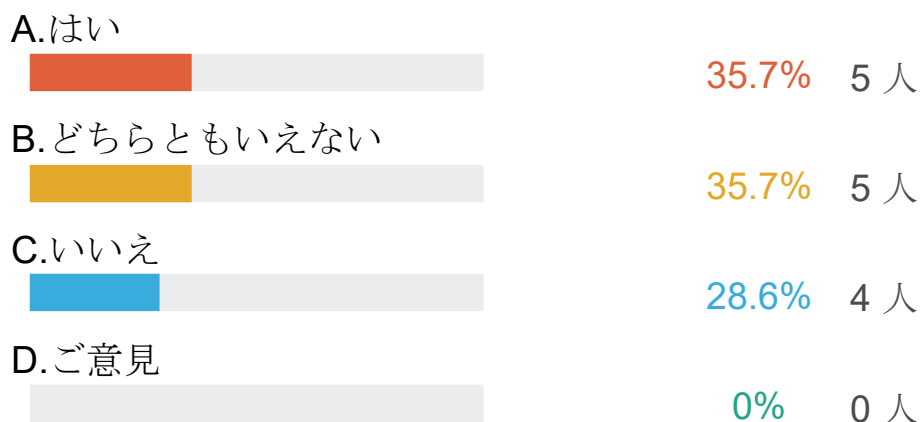 A.はい
35.7% 5 人
B.どちらともいえない
35.7% 5 人
C.いいえ
28.6% 4 人
D.ご意見
0% 0 人